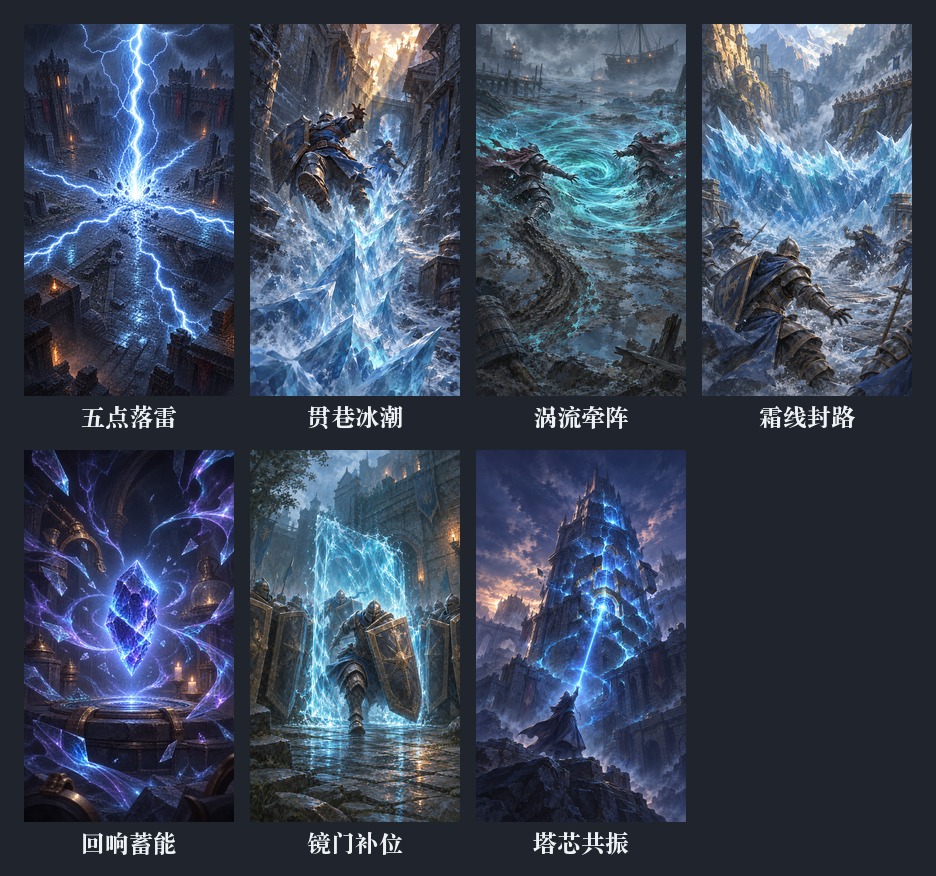 五点落雷
贯巷冰潮
涡流牵阵
霜线封路
回响蓄能
镜门补位
塔芯共振